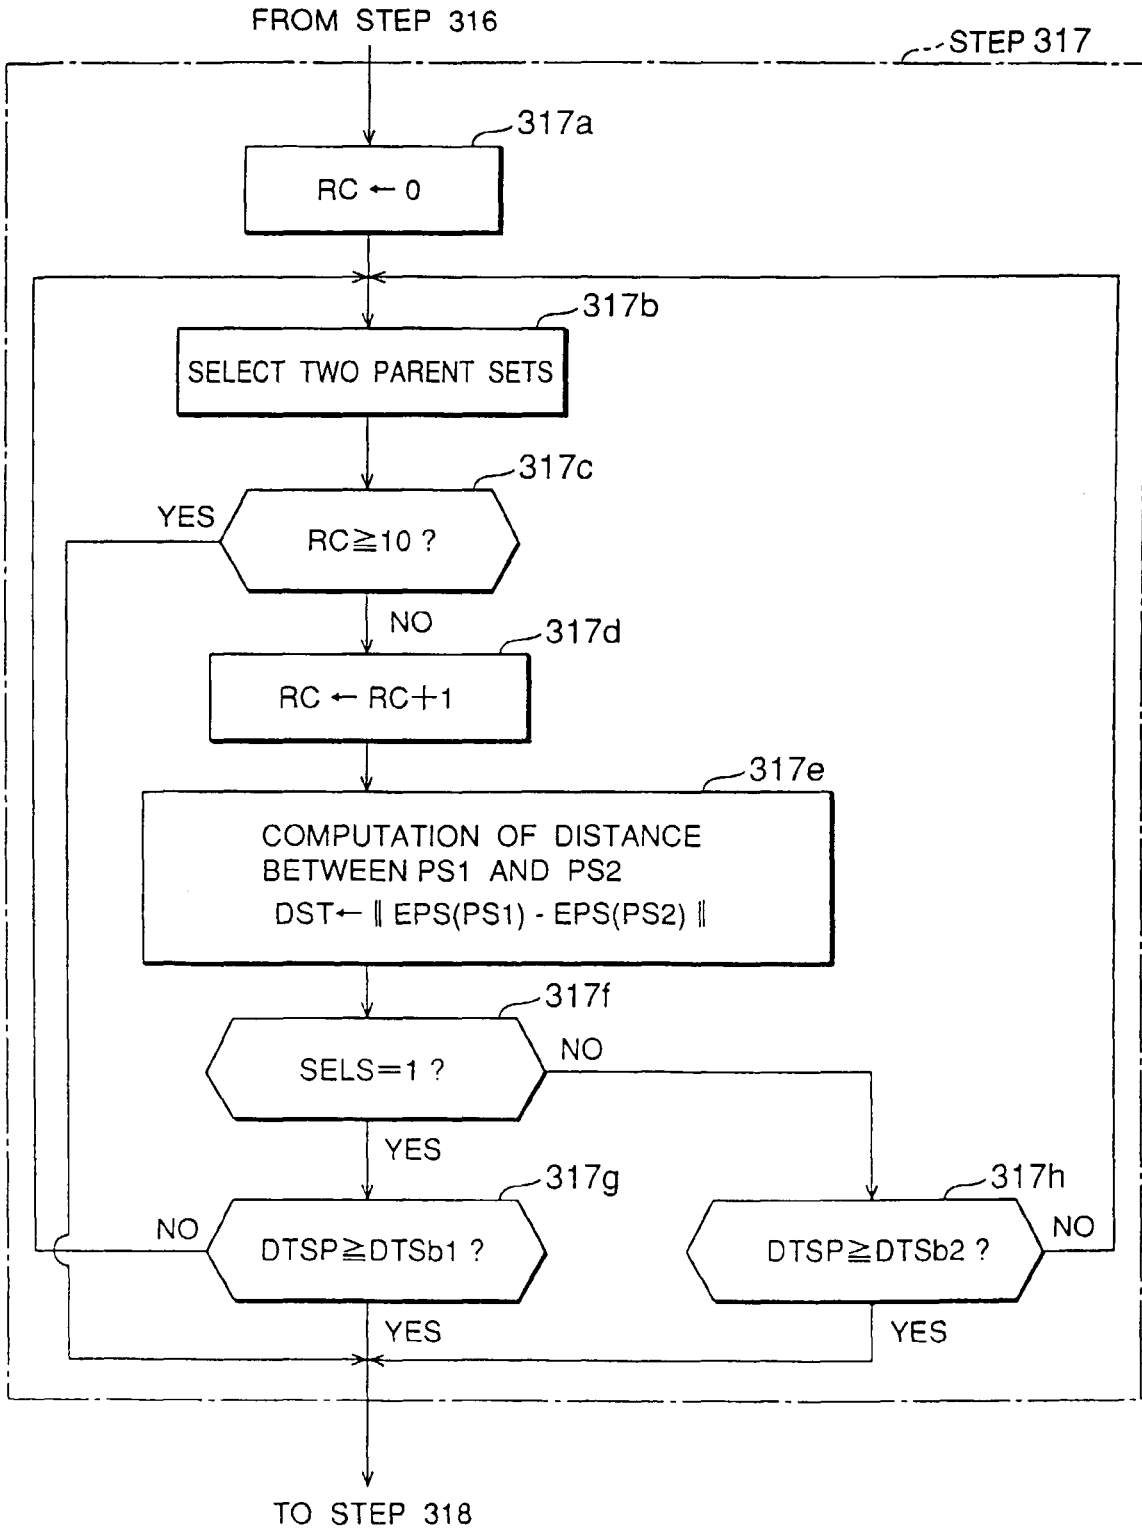 FROM STEP 316
STEP 317
317a
RC ← 0
317b
SELECT TWO PARENT SETS
317c
YES
RC≧10 ?
NO
317d
RC ← RC+1
317e
COMPUTATION OF DISTANCE
BETWEEN PS1 AND PS2
DST← ‖ EPS(PS1) - EPS(PS2) ‖
317f
SELS=1 ?
NO
YES
317g
317h
NO
DTSP≧DTSb1 ?
DTSP≧DTSb2 ?
NO
YES
YES
TO STEP 318